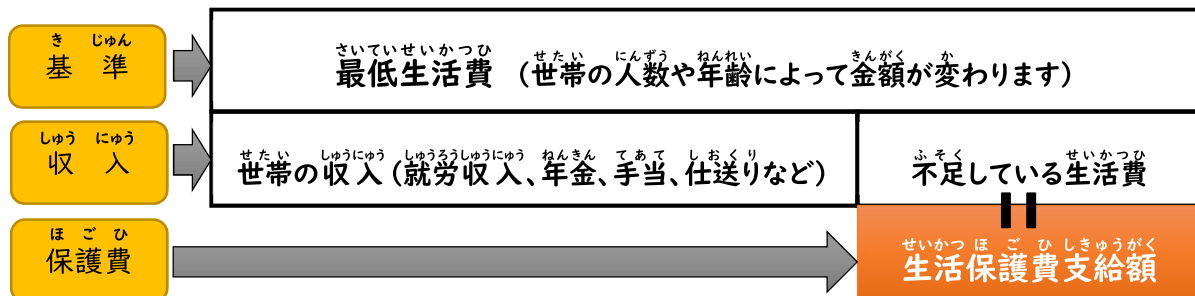 き じゅん
基 準
さいていせいかつひ せたい にんずう ねんれい きんがく か
最低生活費 (世帯の人数や年齢によって金額が変わります)
しゅう にゅう
収 入
せたい しゅうにゅう しゅうろうしゅうにゅう ねんきん てあて しおくり
世帯の収入(就労収入、年金、手当、仕送りなど)
ふそく せいかつひ
不足している生活費
ほ ご ひ
保護費
せいかつ ほ ご ひ しきゅうがく
生活保護費支給額